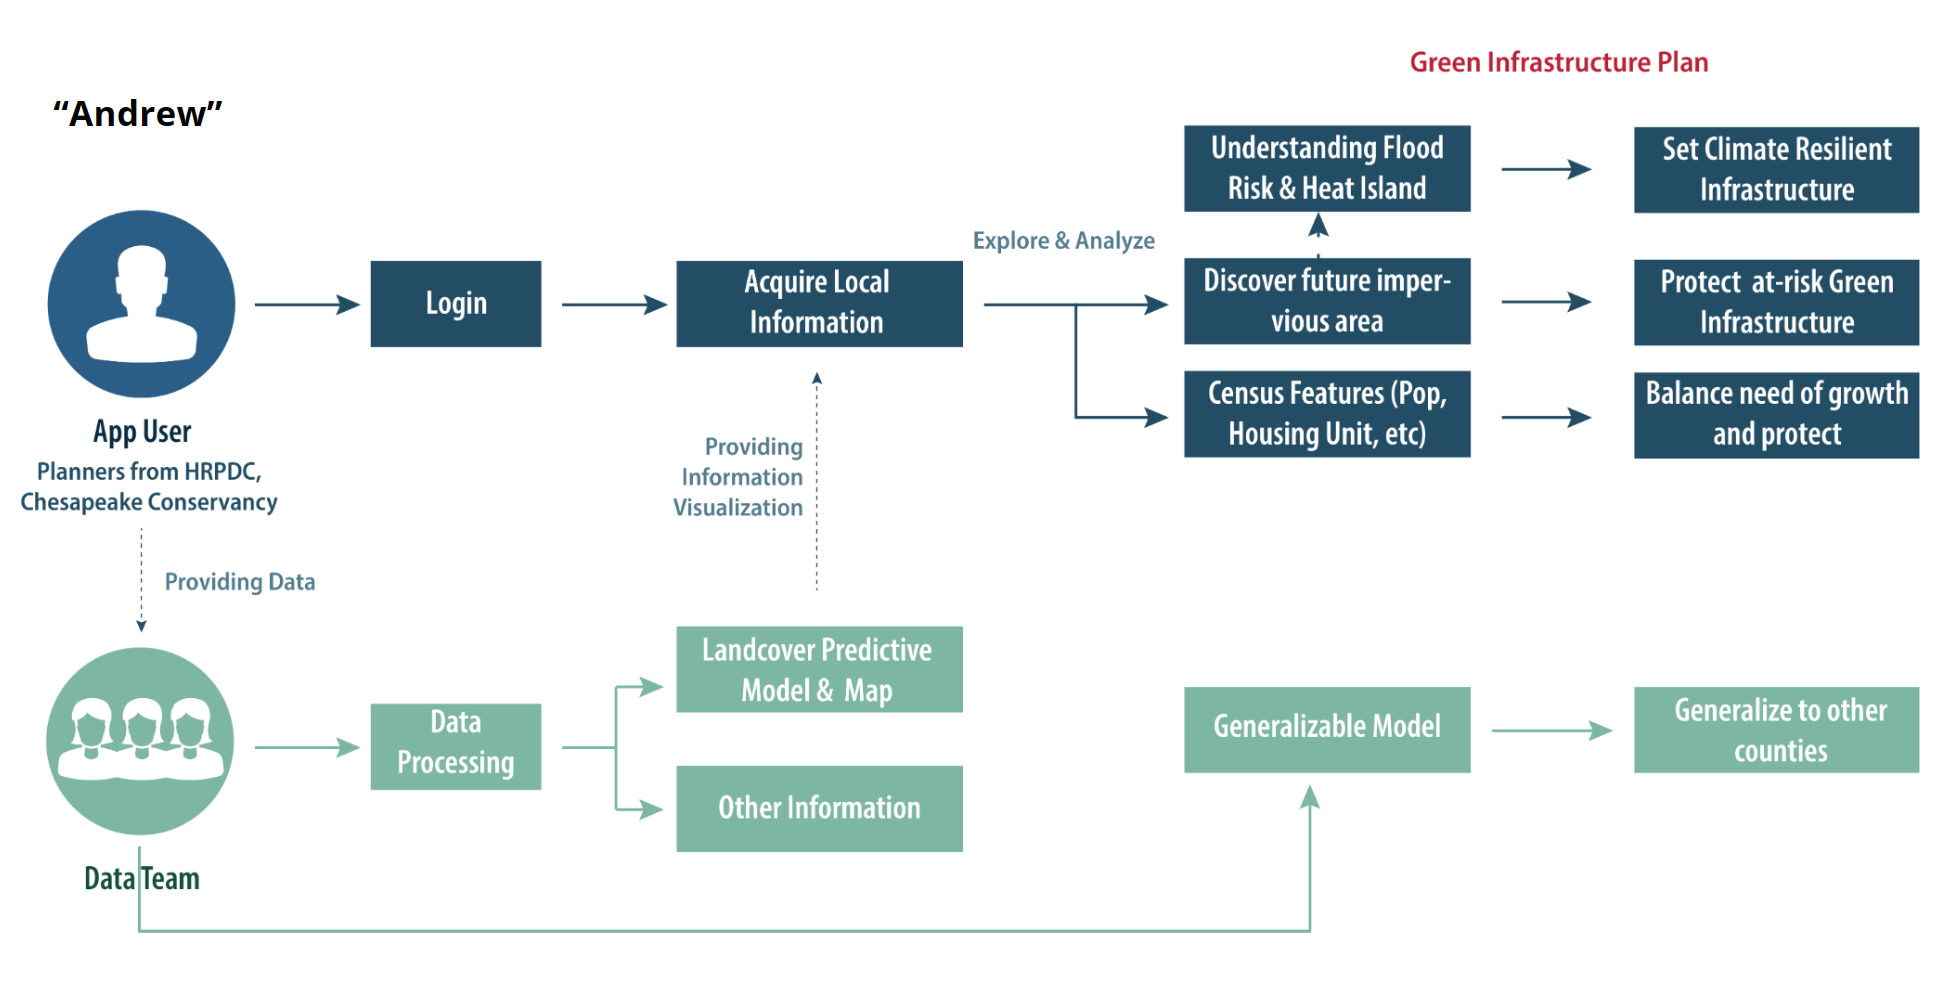 Green Infrastructure Plan
“Andrew”
Understanding Flood
Risk & Heat Island
Set Climate Resilient
Infrastructure
Explore & Analyze
Login
Acquire Local
Information
Discover future imper-
vious area
Protect at-risk Green
Infrastructure
Census Features (Pop,
Housing Unit, etc)
Balance need of growth
and protect
App User
Planners from HRPDC,
Chesapeake Conservancy
Providing
Information
Visualization
Providing Data
Landcover Predictive
Model & Map
Data
Processing
Other Information
Generalizable Model
Generalize to other
counties
Data Team